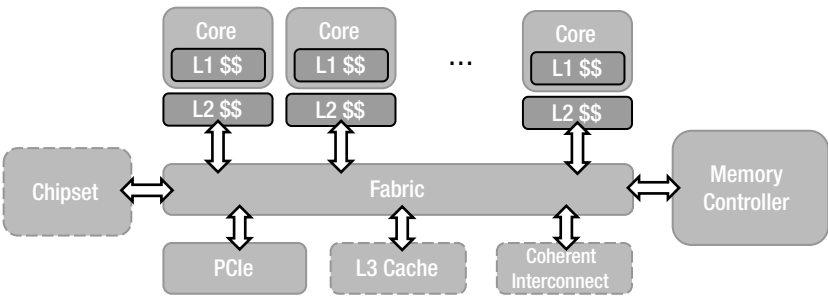 Core
Core
Core
L1 $$
L1 $$
...
L1 $$
L2 $$
L2 $$
L2 $$
Chipset
Fabric
Memory
Controller
PCIe
L3 Cache
Coherent
Interconnect